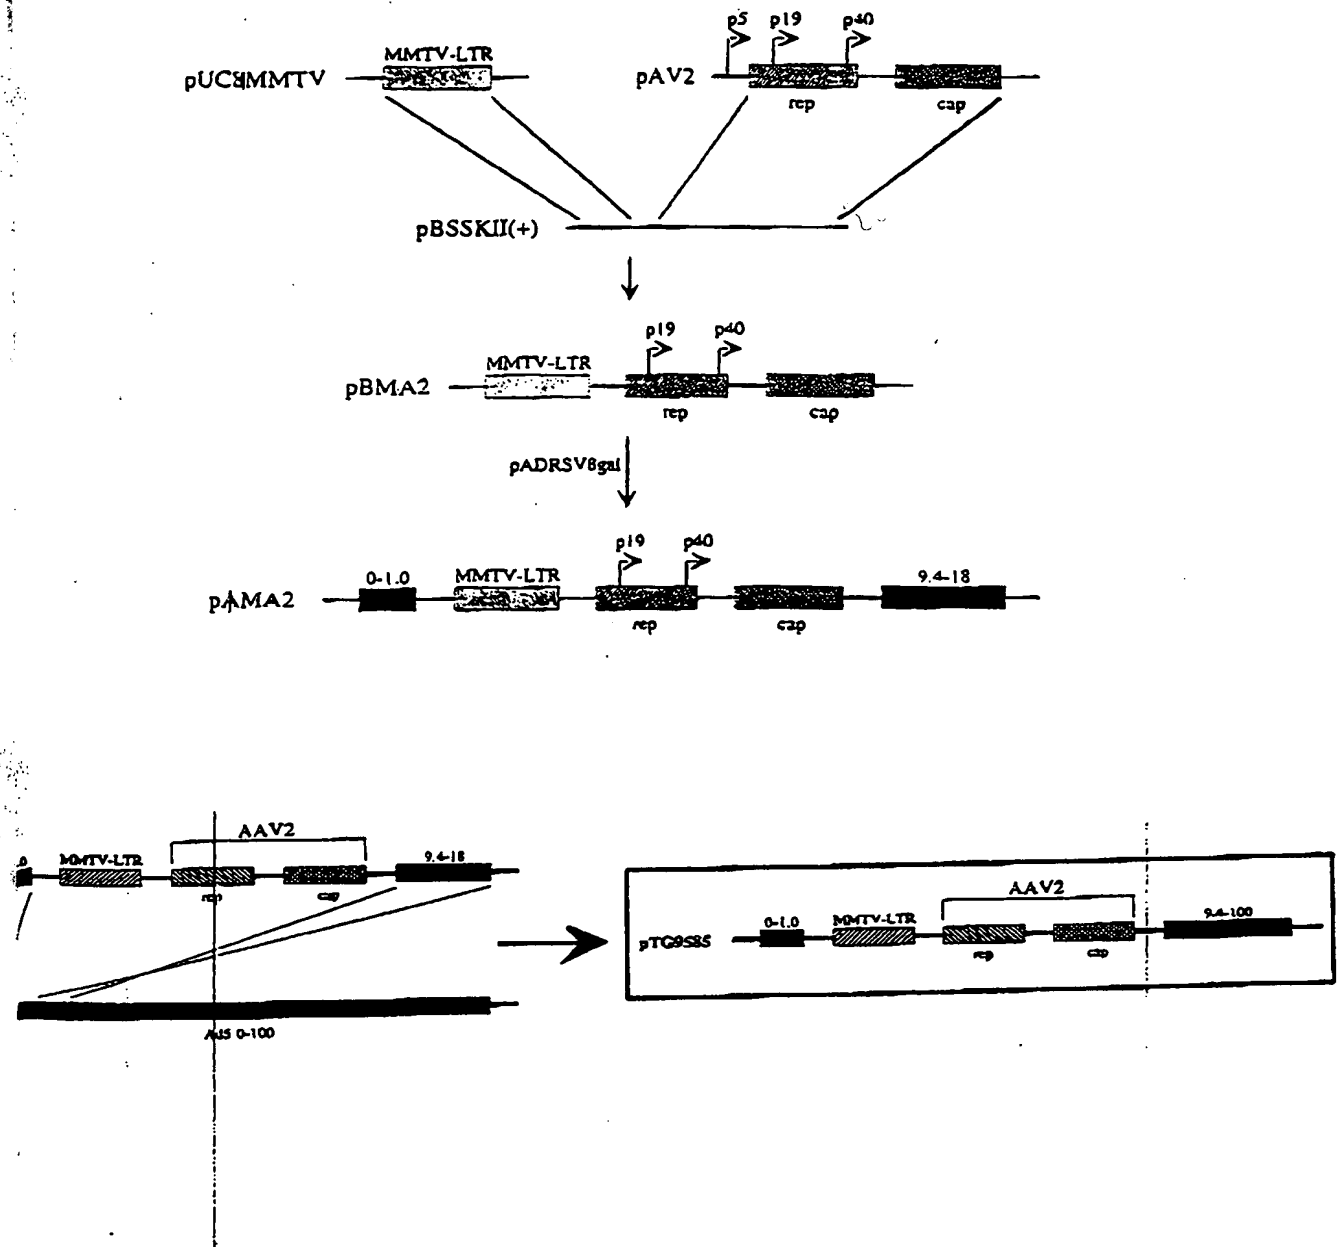 p5 p19 p40
MMTV-LTR
pUC8MMTV
pAV2
rep cap
pBSSKII(+)
p19 p40
MMTV-LTR
pBMA2
rep cap
pADRSVBgal
p19 p40
0-1.0 MMTV-LTR 9.4-18
pAMA2
rep cap
AAV2
.0 MMTV-LTR 9.4-18
rep cap
AAV2
0-1.0 MMTV-LTR 9.4-100
pTG9585
rep cap
Ad5 0-100